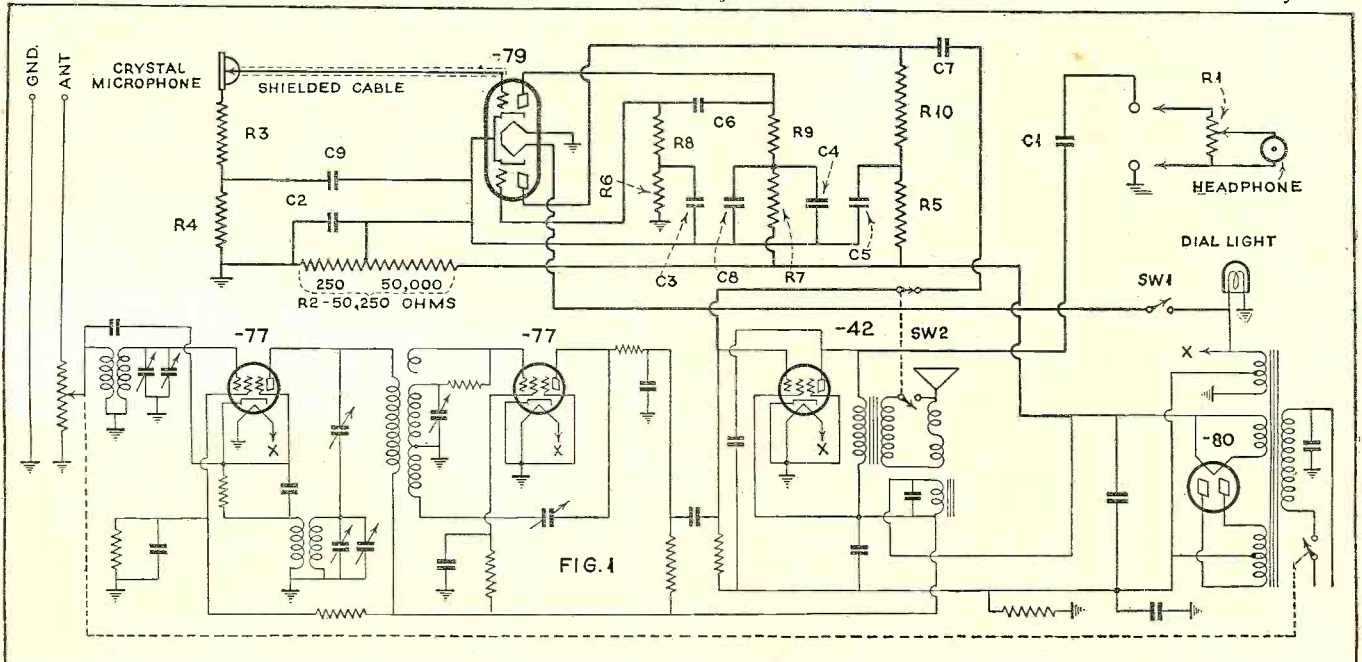 GND.
ANT
CRYSTAL
MICROPHONE
SHIELDED CABLE
-79
R3
R4
C9
C2
250
50,000
R2-50,250 OHMS
R8
R6
C6
C3
C8
R9
R7
C4
C5
R10
R5
C7
C1
R1
HEADPHONE
DIAL LIGHT
SW1
SW2
-77
X
-77
X
-42
X
X
-80
FIG.1